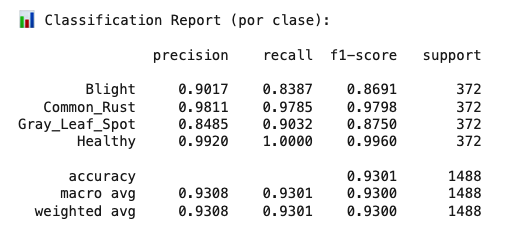 📊 Classification Report (por clase):
precision recall f1-score support
Blight 0.9017 0.8387 0.8691 372
Common_Rust 0.9811 0.9785 0.9798 372
Gray_Leaf_Spot 0.8485 0.9032 0.8750 372
Healthy 0.9920 1.0000 0.9960 372
accuracy 0.9301 1488
macro avg 0.9308 0.9301 0.9300 1488
weighted avg 0.9308 0.9301 0.9300 1488